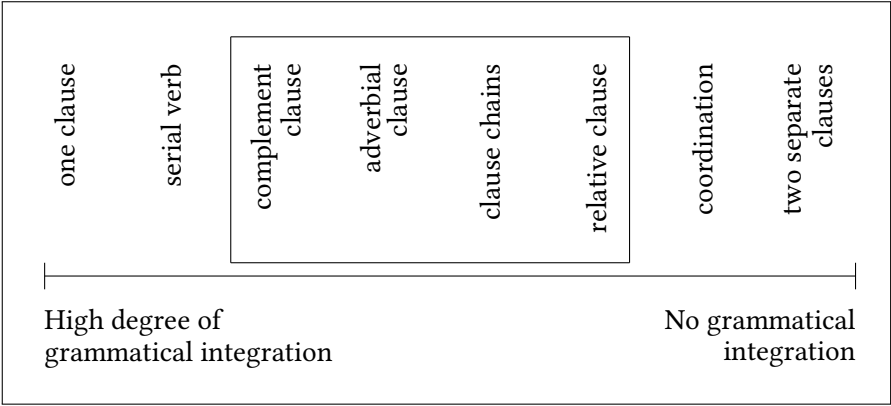 one clause
serial verb
complement
clause
adverbial
clause
clause chains
relative clause
coordination
two separate
clauses
High degree of
grammatical integration
No grammatical
integration